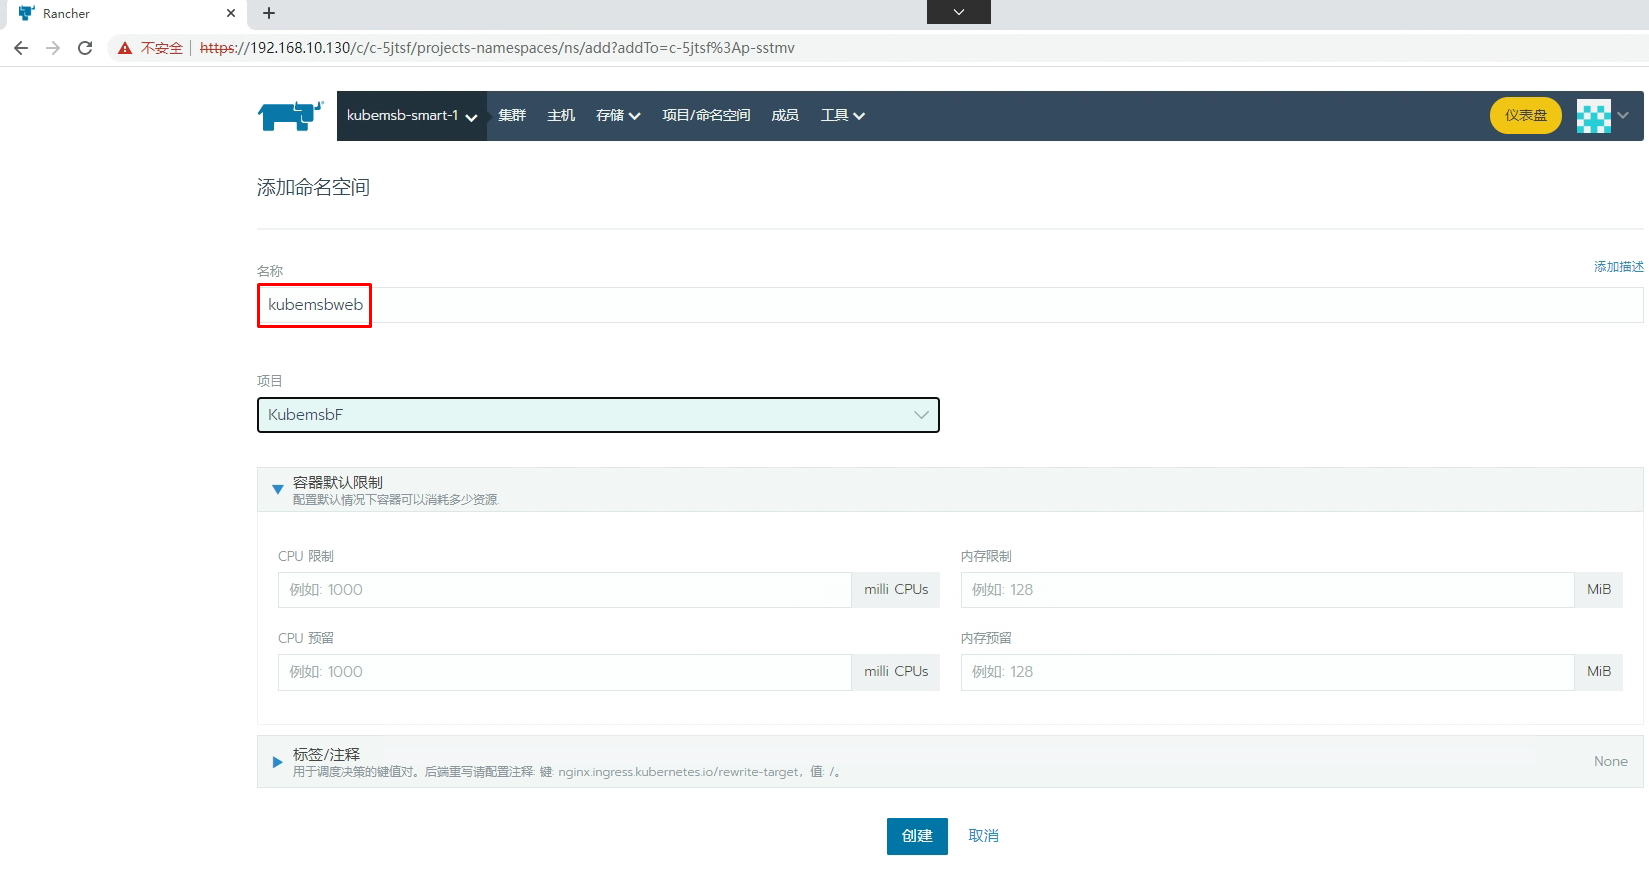 Rancher
不安全 https://192.168.10.130/c/c-5jtsf/projects-namespaces/ns/add?addTo=c-5jtsf%3Ap-sstmv
kubemsb-smart-1 集群 主机 存储 项目/命名空间 成员 工具 仪表盘
添加命名空间
名称 添加描述
kubemsbweb
项目
KubemsbF
容器默认限制
配置默认情况下容器可以消耗多少资源.
CPU 限制 内存限制
例如: 1000 milli CPUs 例如: 128 MiB
CPU 预留 内存预留
例如: 1000 milli CPUs 例如: 128 MiB
标签/注释
用于调度决策的键值对。后端重写请配置注释: 键: nginx.ingress.kubernetes.io/rewrite-target，值: /。 None
创建 取消